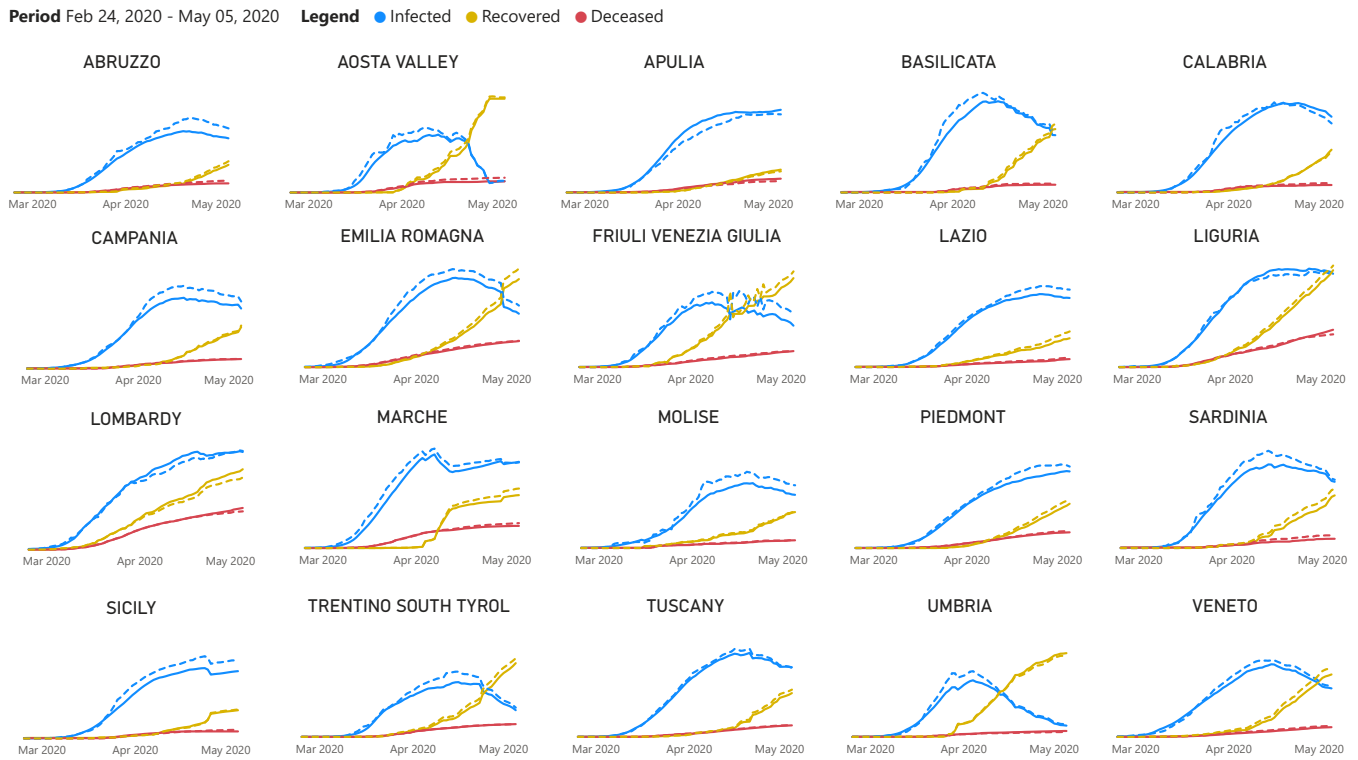 Period Feb 24, 2020 - May 05, 2020 Legend Infected Recovered Deceased
ABRUZZO AOSTA VALLEY APULIA BASILICATA CALABRIA
Mar 2020 Apr 2020 May 2020 Mar 2020 Apr 2020 May 2020 Mar 2020 Apr 2020 May 2020 Mar 2020 Apr 2020 May 2020 Mar 2020 Apr 2020 May 2020
CAMPANIA EMILIA ROMAGNA FRIULI VENEZIA GIULIA LAZIO LIGURIA
Mar 2020 Apr 2020 May 2020 Mar 2020 Apr 2020 May 2020 Mar 2020 Apr 2020 May 2020 Mar 2020 Apr 2020 May 2020 Mar 2020 Apr 2020 May 2020
LOMBARDY MARCHE MOLISE PIEDMONT SARDINIA
Mar 2020 Apr 2020 May 2020 Mar 2020 Apr 2020 May 2020 Mar 2020 Apr 2020 May 2020 Mar 2020 Apr 2020 May 2020 Mar 2020 Apr 2020 May 2020
SICILY TRENTINO SOUTH TYROL TUSCANY UMBRIA VENETO
Mar 2020 Apr 2020 May 2020 Mar 2020 Apr 2020 May 2020 Mar 2020 Apr 2020 May 2020 Mar 2020 Apr 2020 May 2020 Mar 2020 Apr 2020 May 2020